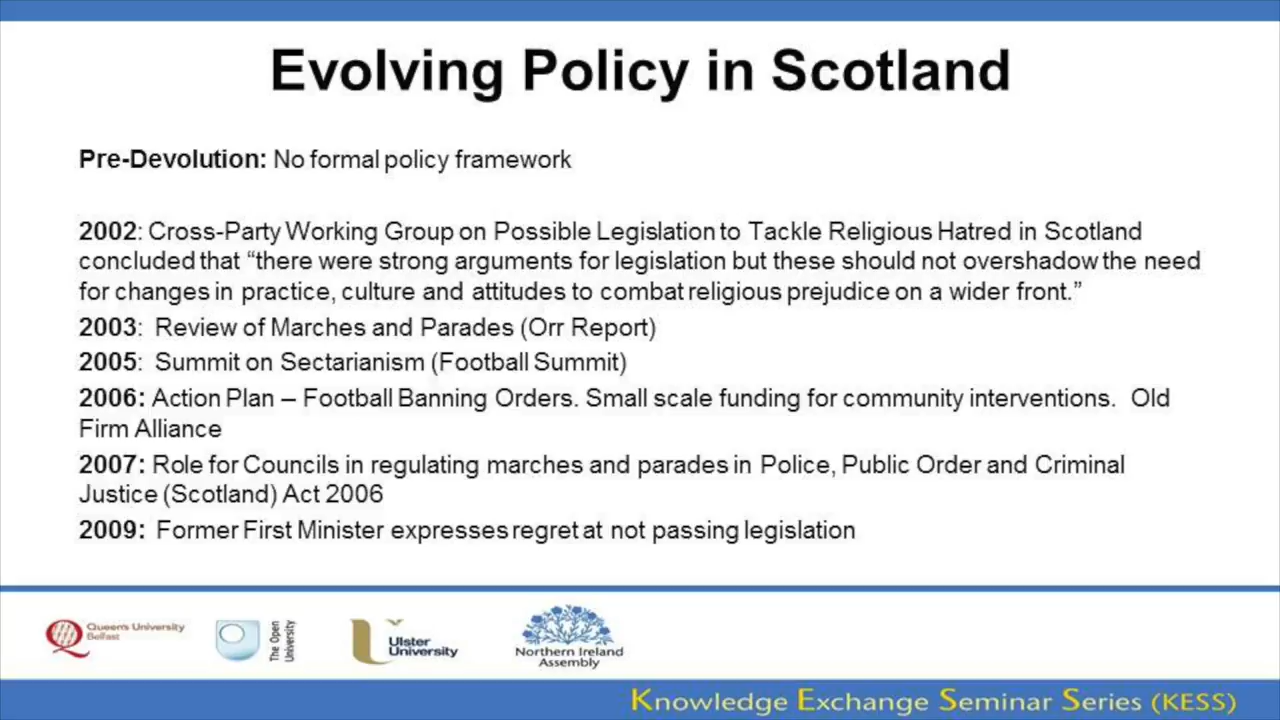 Evolving Policy in Scotland
Pre-Devolution: No formal policy framework
2002: Cross-Party Working Group on Possible Legislation to Tackle Religious Hatred in Scotland
concluded that “there were strong arguments for legislation but these should not overshadow the need
for changes in practice, culture and attitudes to combat religious prejudice on a wider front.”
2003: Review of Marches and Parades (Orr Report)
2005: Summit on Sectarianism (Football Summit)
2006: Action Plan – Football Banning Orders. Small scale funding for community interventions. Old
Firm Alliance
2007: Role for Councils in regulating marches and parades in Police, Public Order and Criminal
Justice (Scotland) Act 2006
2009: Former First Minister expresses regret at not passing legislation
Queen's University
Belfast
The Open
University
Ulster
University
Northern Ireland
Assembly
Knowledge Exchange Seminar Series (KESS)